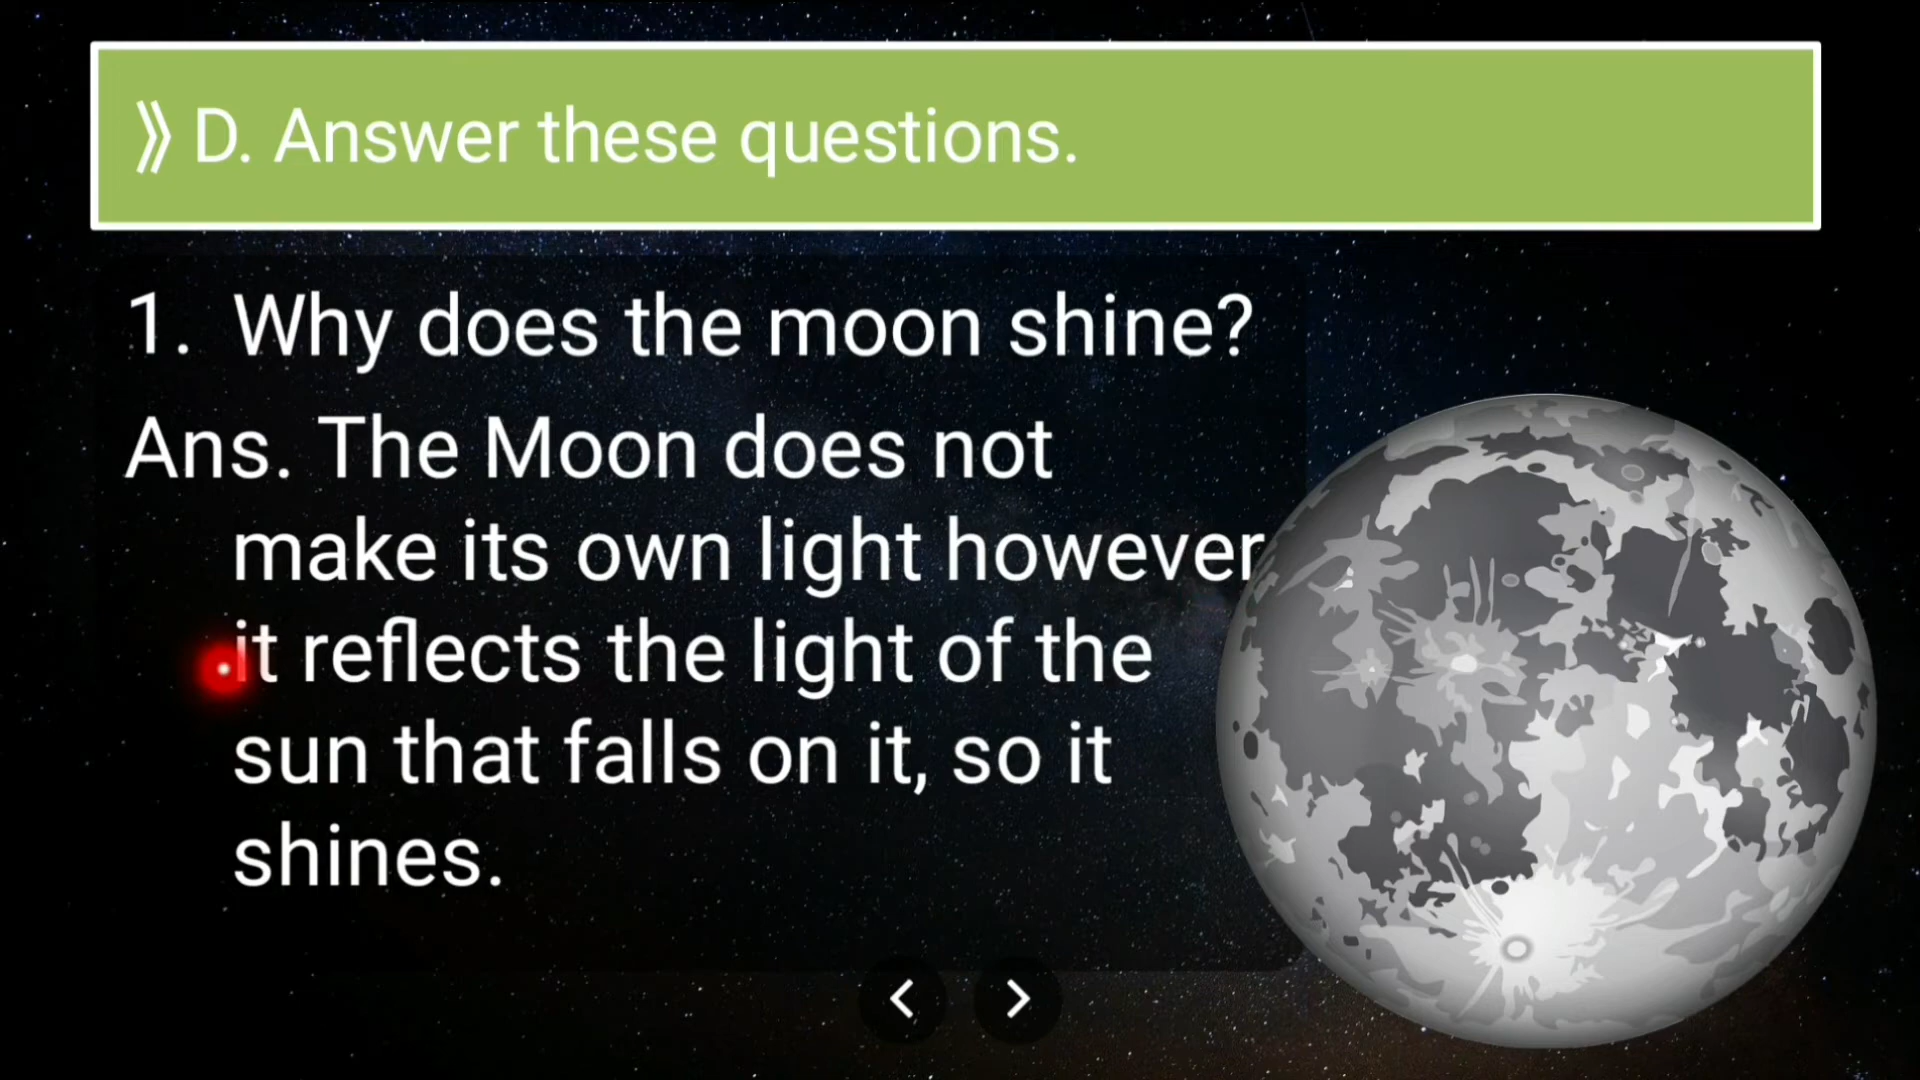 » D. Answer these questions.
1. Why does the moon shine?
Ans. The Moon does not
make its own light however
it reflects the light of the
sun that falls on it, so it
shines.